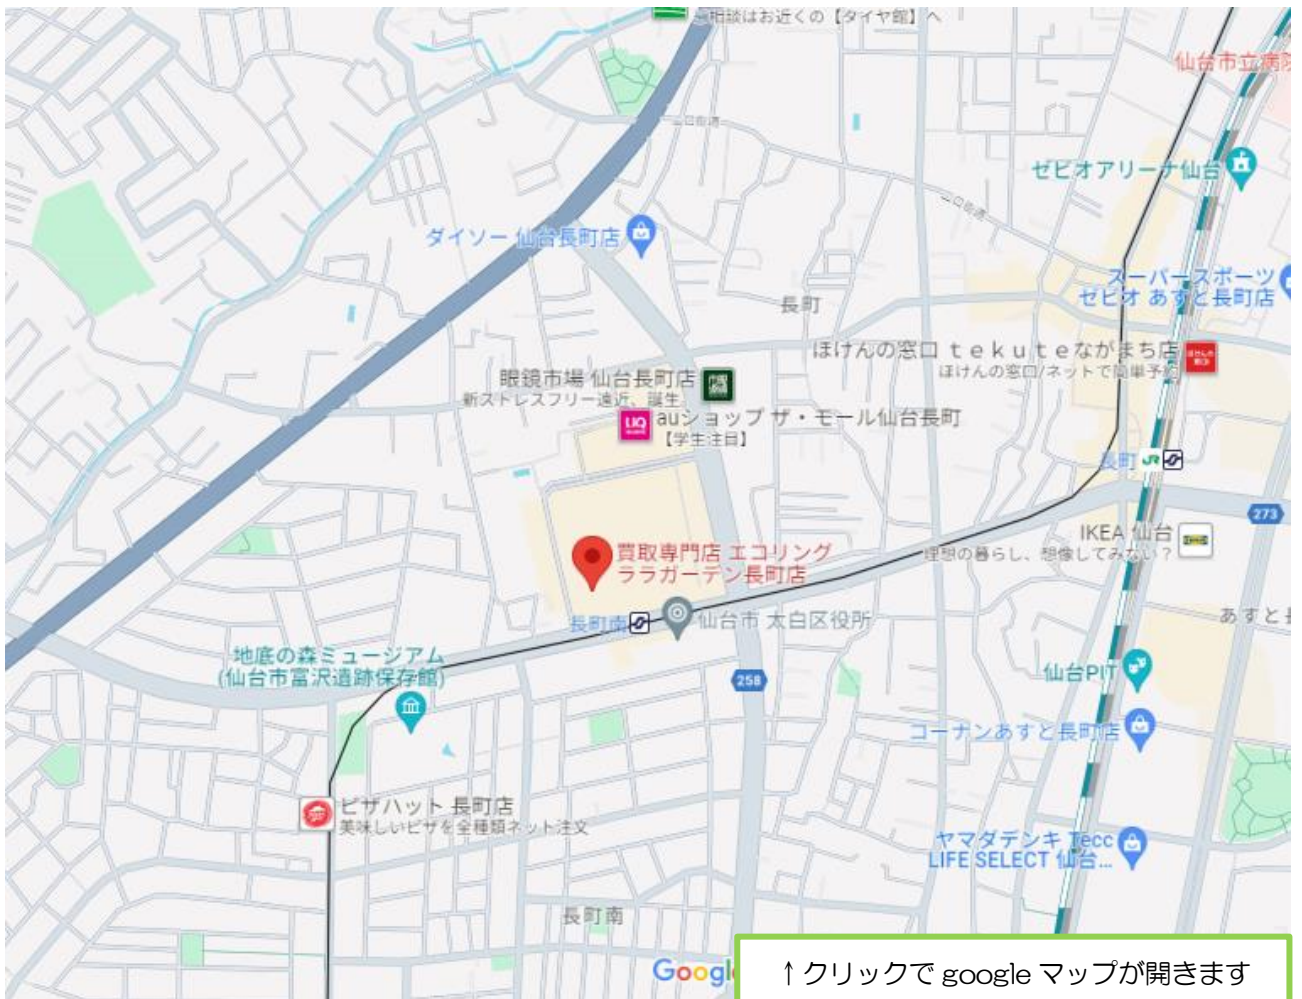 相談はお近くの【タイヤ館】へ
仙台市立病院
二口街道
ゼビオアリーナ仙台
二口街道
ダイソー 仙台長町店
スーパースポーツ
ゼビオ あすと長町店
長町
ほけんの窓口 ｔｅｋｕｔｅながまち店
ほけんの窓口/ネットで簡単予約
眼鏡市場 仙台長町店
新ストレスフリー遠近、誕生
UQ
auショップ ザ・モール仙台長町
【学生注目】
長町 JR
273
IKEA 仙台
理想の暮らし、想像してみない？
買取専門店 エコリング
ララガーデン長町店
長町南
仙台市 太白区役所
あすと長
地底の森ミュージアム
(仙台市富沢遺跡保存館)
258
仙台PIT
コーナンあすと長町店
ピザハット 長町店
美味しいピザを全種類ネット注文
ヤマダデンキ Tecc
LIFE SELECT 仙台...
長町南
Googl
↑クリックで google マップが開きます